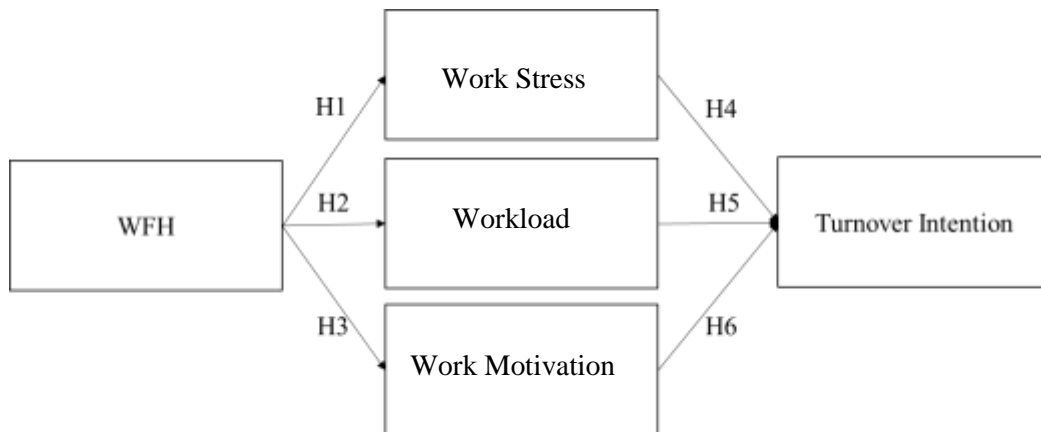 Work Stress
H1
H4
WFH
H2
Workload
H5
Turnover Intention
H3
H6
Work Motivation